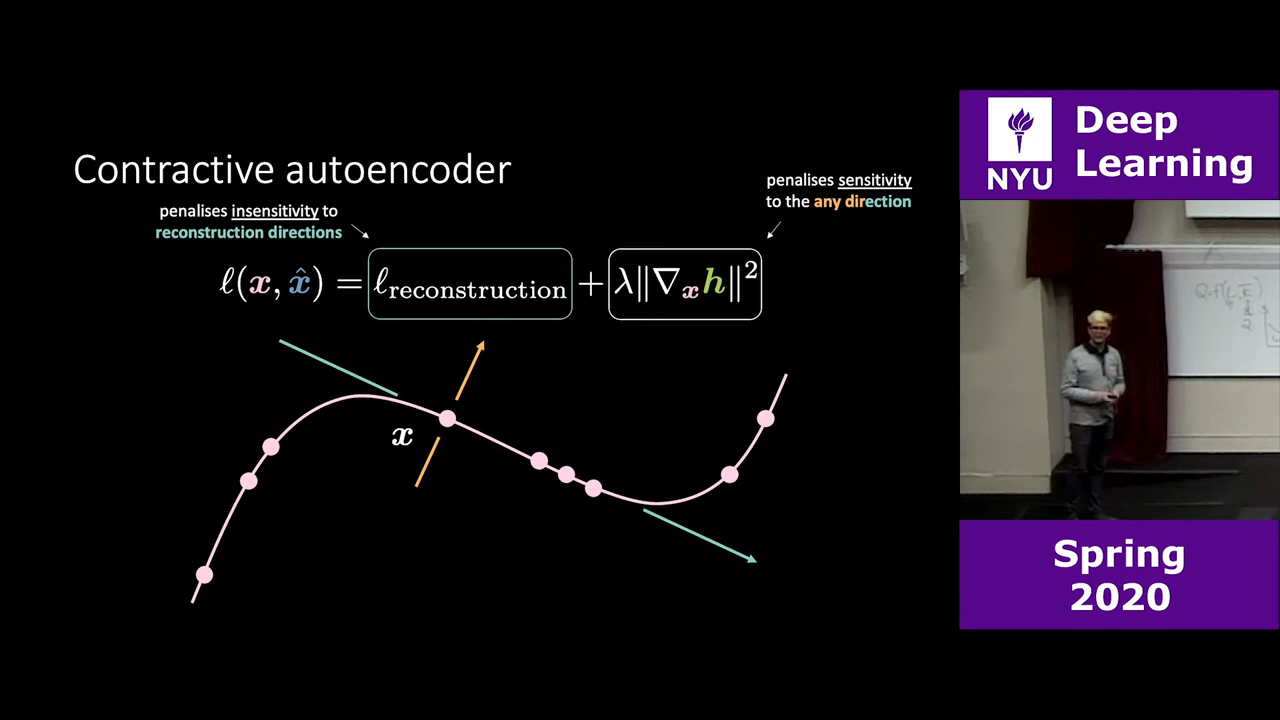 Contractive autoencoder
penalises insensitivity to
reconstruction directions
penalises sensitivity
to the any direction
ℓ(x, x̂) = ℓreconstruction + λ‖∇ₓh‖²
x
NYU
Deep
Learning
Spring
2020